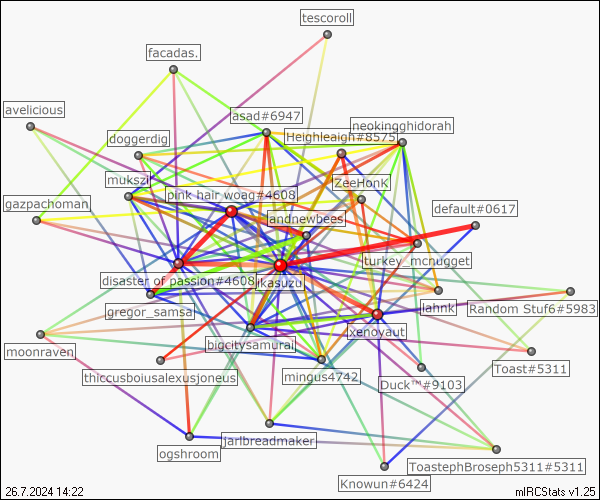 tescoroll
facadas.
avelicious
asad#6947
neokingghidorah
Heighleaigh#8575
doggerdig
mukszi
ZeeHonK
pink hair woag#4608
gazpachoman
default#0617
andnewbees
turkey_mcnugget
disaster of passion#4608
ikasuzu
gregor_samsa
lahnk
Random Stuf6#5983
xenoyaut
bigcitysamurai
moonraven
Toast#5311
thiccusboiusalexusjoneus
mingus4742
Duck™#9103
jarlbreadmaker
ogshroom
ToastephBroseph5311#5311
Knowun#6424
26.7.2024 14:22
mIRCStats v1.25